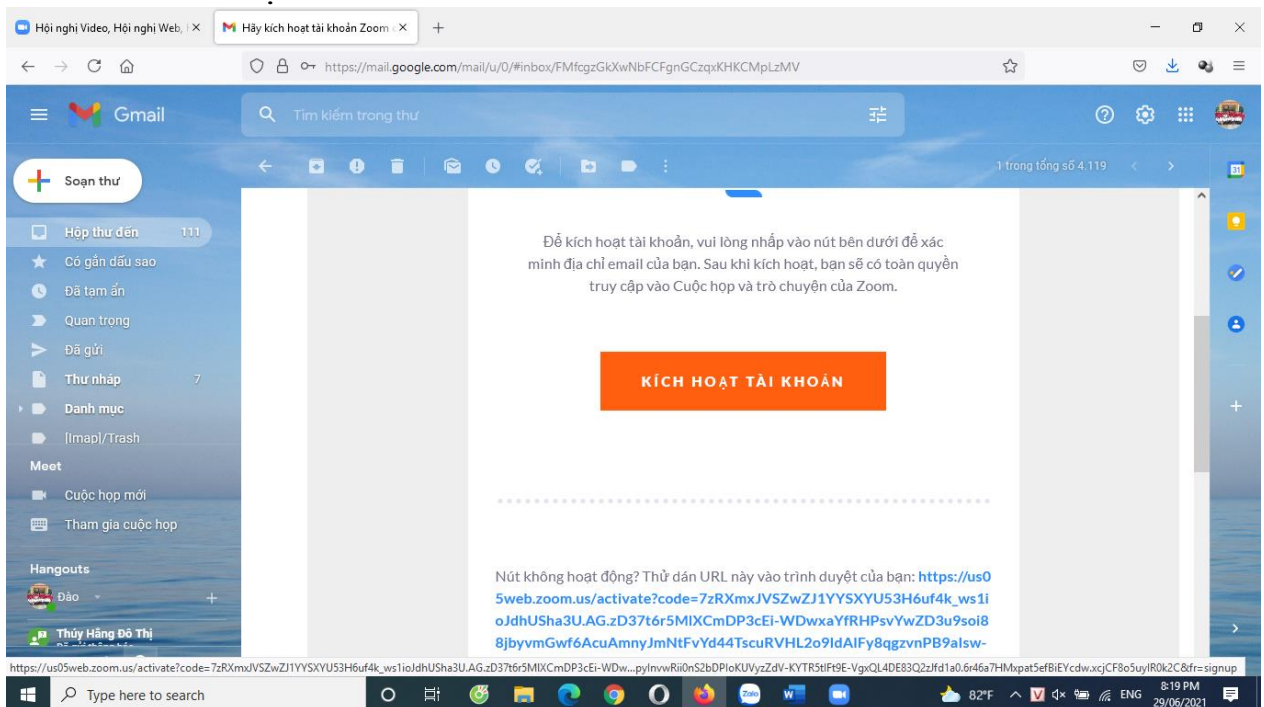 Hội nghị Video, Hội nghị Web,
Hãy kích hoạt tài khoản Zoom
https://mail.google.com/mail/u/0/#inbox/FMfcgzGkXwNbFCFgnGCzqxKHKCMpLzMV
Gmail
Tìm kiếm trong thư
Soạn thư
1 trong tổng số 4.119
31
Hộp thư đến 111
Có gắn dấu sao
Đã tạm ẩn
Quan trọng
Đã gửi
Thư nháp 7
Danh mục
[Imap]/Trash
Meet
Cuộc họp mới
Tham gia cuộc họp
Hangouts
Đào
Thúy Hằng Đỗ Thị
Để kích hoạt tài khoản, vui lòng nhấp vào nút bên dưới để xác
minh địa chỉ email của bạn. Sau khi kích hoạt, bạn sẽ có toàn quyền
truy cập vào Cuộc họp và trò chuyện của Zoom.
KÍCH HOẠT TÀI KHOẢN
Nút không hoạt động? Thử dán URL này vào trình duyệt của bạn: https://us0
5web.zoom.us/activate?code=7zRXmxJVSZwZJ1YYSXYU53H6uf4k_ws1i
oJdhUSha3U.AG.zD37t6r5MIXCmDP3cEi-WDwxaYfRHPsvYwZD3u9soi8
8jbyvmGwf6AcuAmnyJmNtFvYd44TscuRVHL2o9IdAIFy8qgzvnPB9alsw-
https://us05web.zoom.us/activate?code=7zRXmxJVSZwZJ1YYSXYU53H6uf4k_ws1ioJdhUSha3U.AG.zD37t6r5MIXCmDP3cEi-WDw...pyInvwRii0nS2bDPIoKUVyzZdV-KYTR5tlFt9E-VgxQL4DE83Q2zJfd1a0.6r46a7HMxpat5efBiEYcdw.xcjCF8o5uyIR0k2C&fr=signup
Type here to search
Zalo
82°F
ENG
8:19 PM
29/06/2021